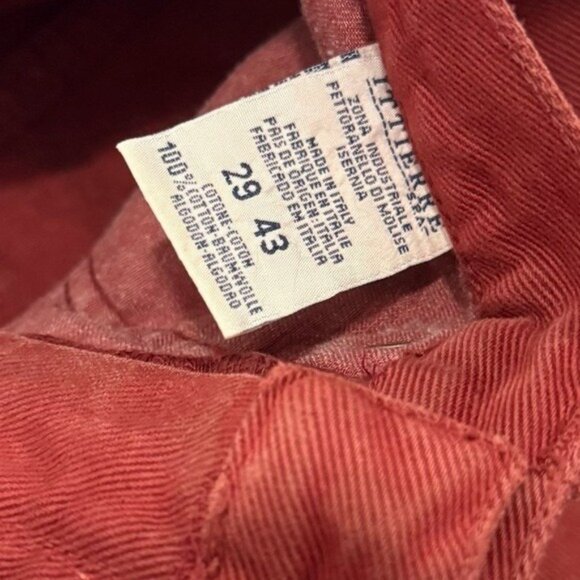 ITTIERRE
ZONA INDUSTRIALE
PETTORANELLO D'MOLISE
ISERNIA
MADE IN ITALY
FABRIQUE EN ITALIE
PAIS DE ORIGEN: ITALIA
FABRICADO EM ITALIA
29 43
COTONE-COTON
100% COTTON-BAUMWOLLE
ALGODON-ALGODAO